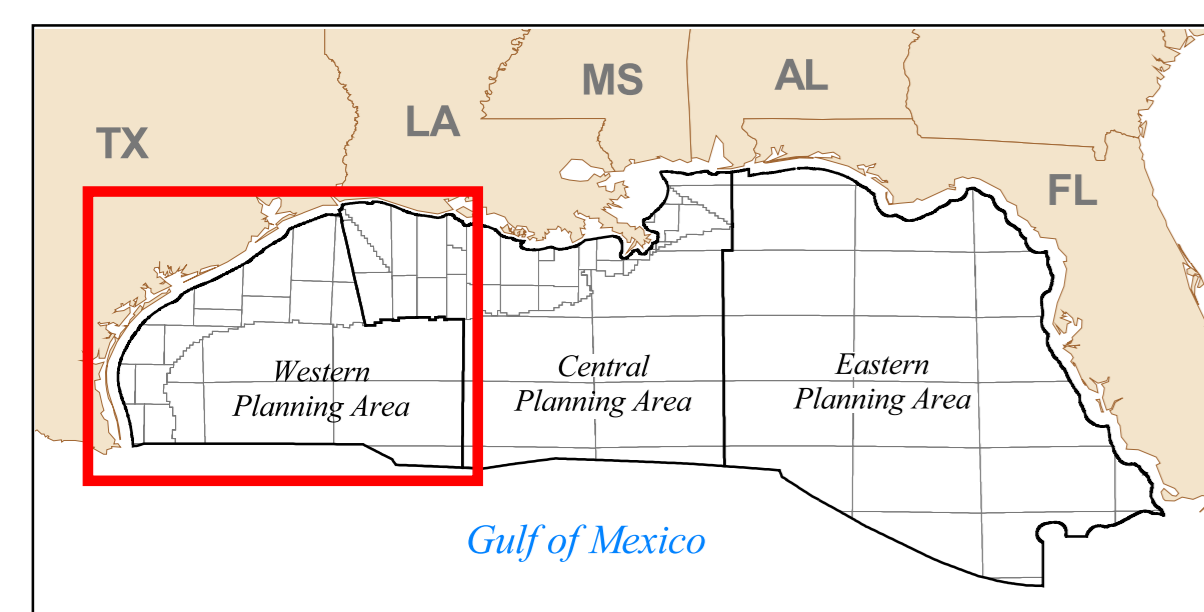 MS
AL
LA
TX
FL
Western
Planning Area
Central
Planning Area
Eastern
Planning Area
Gulf of Mexico